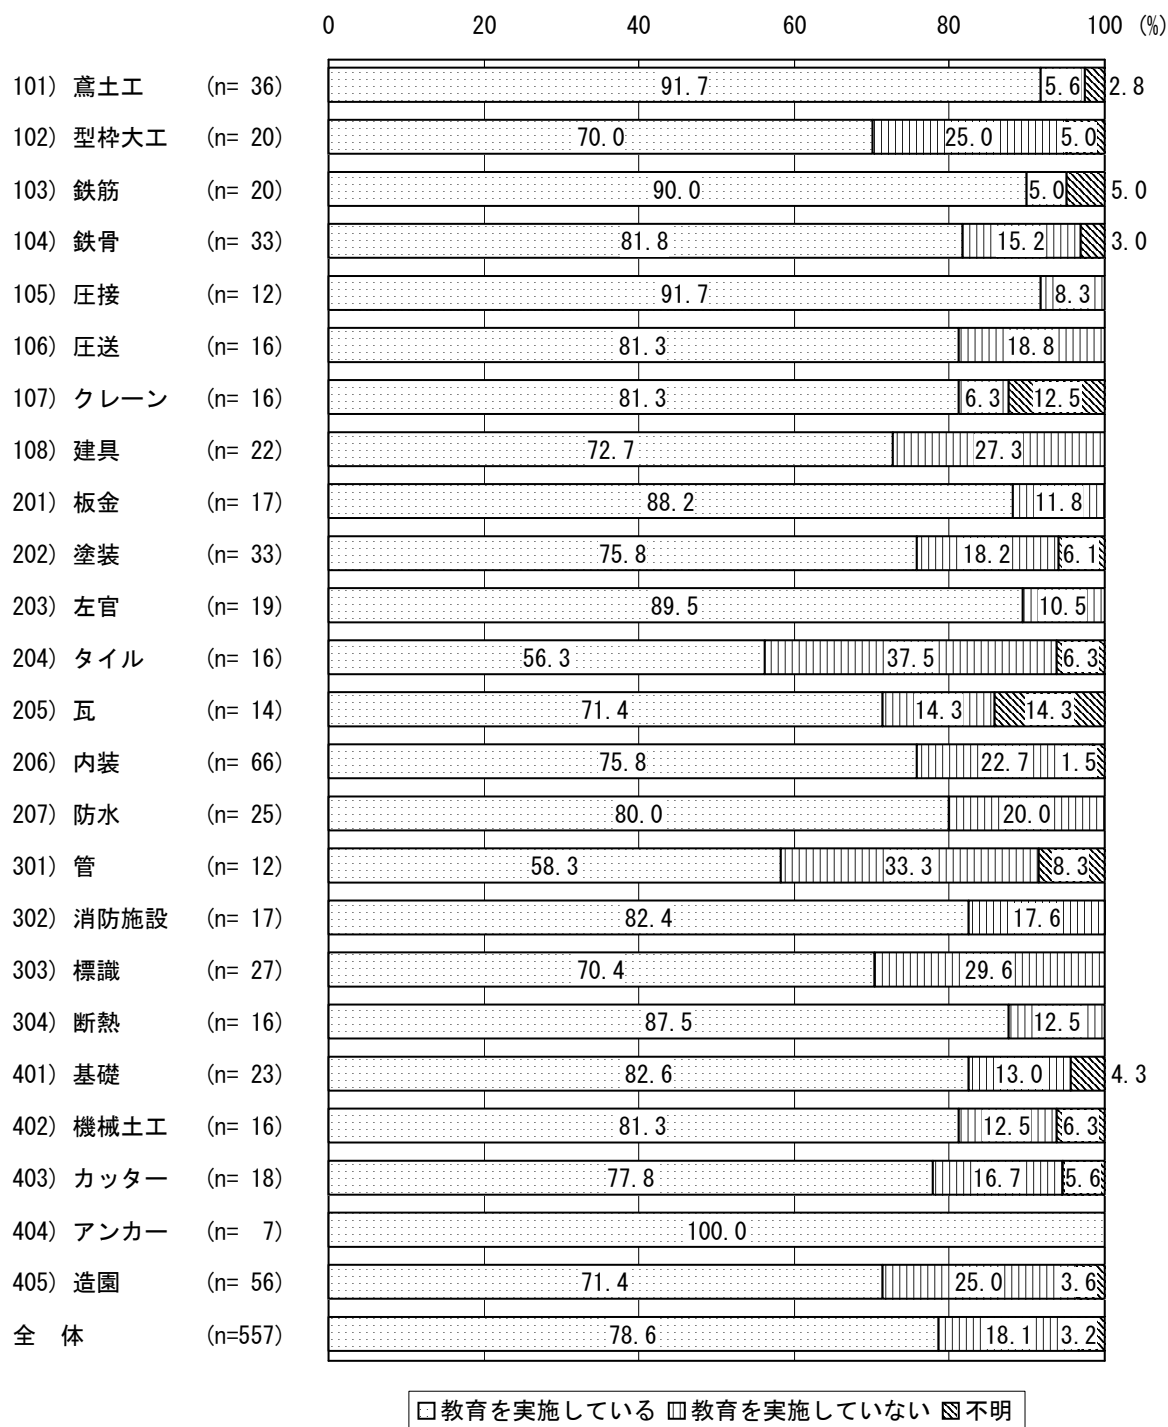 0 20 40 60 80 100 (%)
101) 鳶土工 (n= 36) 91.7 5.6 2.8
102) 型枠大工 (n= 20) 70.0 25.0 5.0
103) 鉄筋 (n= 20) 90.0 5.0 5.0
104) 鉄骨 (n= 33) 81.8 15.2 3.0
105) 圧接 (n= 12) 91.7 8.3
106) 圧送 (n= 16) 81.3 18.8
107) クレーン (n= 16) 81.3 6.3 12.5
108) 建具 (n= 22) 72.7 27.3
201) 板金 (n= 17) 88.2 11.8
202) 塗装 (n= 33) 75.8 18.2 6.1
203) 左官 (n= 19) 89.5 10.5
204) タイル (n= 16) 56.3 37.5 6.3
205) 瓦 (n= 14) 71.4 14.3 14.3
206) 内装 (n= 66) 75.8 22.7 1.5
207) 防水 (n= 25) 80.0 20.0
301) 管 (n= 12) 58.3 33.3 8.3
302) 消防施設 (n= 17) 82.4 17.6
303) 標識 (n= 27) 70.4 29.6
304) 断熱 (n= 16) 87.5 12.5
401) 基礎 (n= 23) 82.6 13.0 4.3
402) 機械土工 (n= 16) 81.3 12.5 6.3
403) カッター (n= 18) 77.8 16.7 5.6
404) アンカー (n= 7) 100.0
405) 造園 (n= 56) 71.4 25.0 3.6
全 体 (n=557) 78.6 18.1 3.2
教育を実施している 教育を実施していない 不明